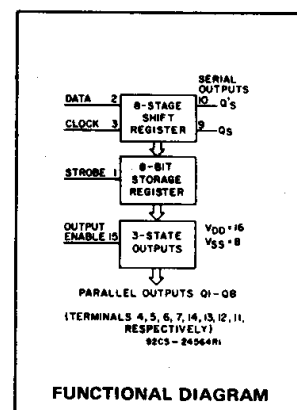 SERIAL
OUTPUTS
DATA 2
8-STAGE
SHIFT
REGISTER
10 Q'S
CLOCK 3
9 QS
STROBE 1
8-BIT
STORAGE
REGISTER
OUTPUT
ENABLE 15
3-STATE
OUTPUTS
VDD = 16
VSS = 8
PARALLEL OUTPUTS Q1-Q8
(TERMINALS 4, 5, 6, 7, 14, 13, 12, 11,
RESPECTIVELY)
92CS-24564R1
FUNCTIONAL DIAGRAM